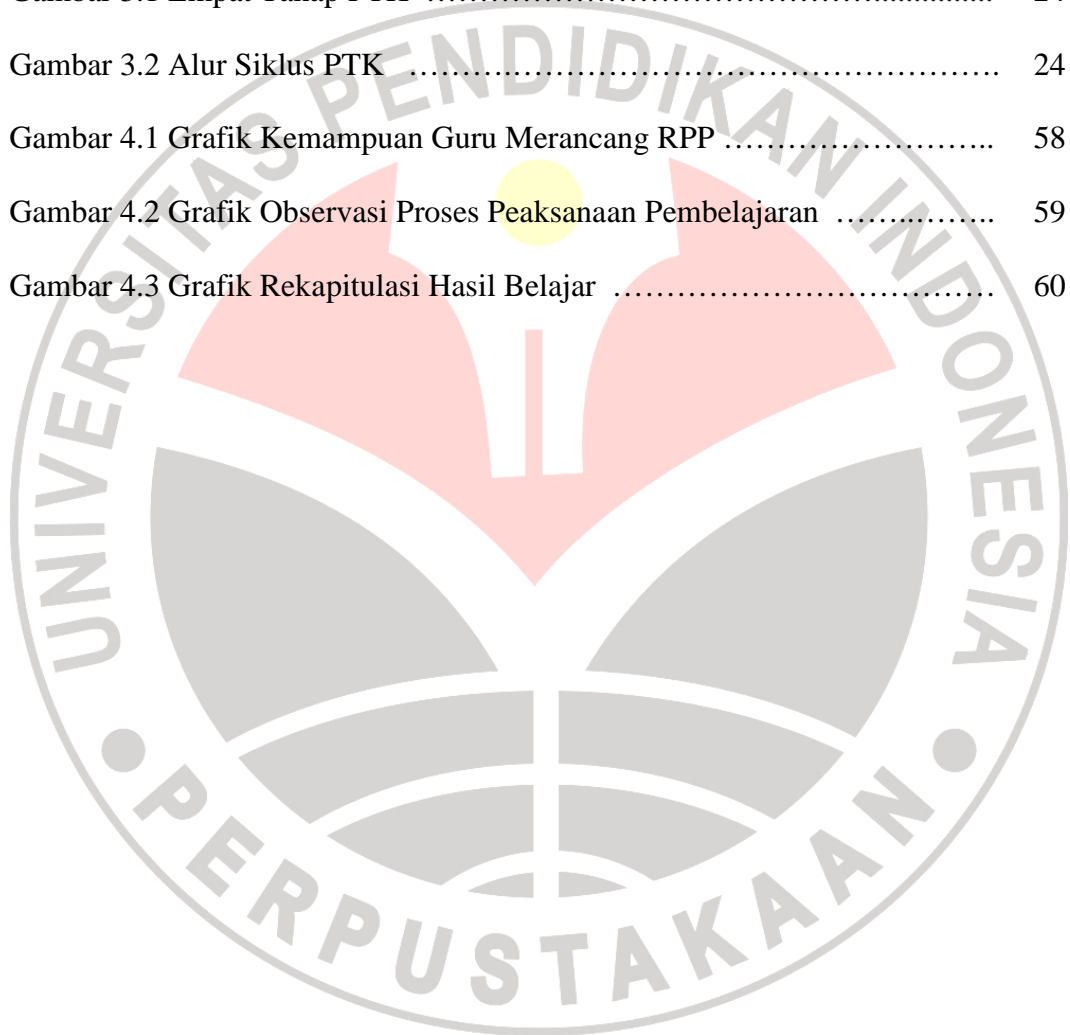 Gambar 3.2 Alur Siklus PTK ………………………………………………. 24
Gambar 4.1 Grafik Kemampuan Guru Merancang RPP …………………….. 58
Gambar 4.2 Grafik Observasi Proses Peaksanaan Pembelajaran ……..…….. 59
Gambar 4.3 Grafik Rekapitulasi Hasil Belajar ……………………………… 60
UNIVERSITAS PENDIDIKAN INDONESIA
PERPUSTAKAAN